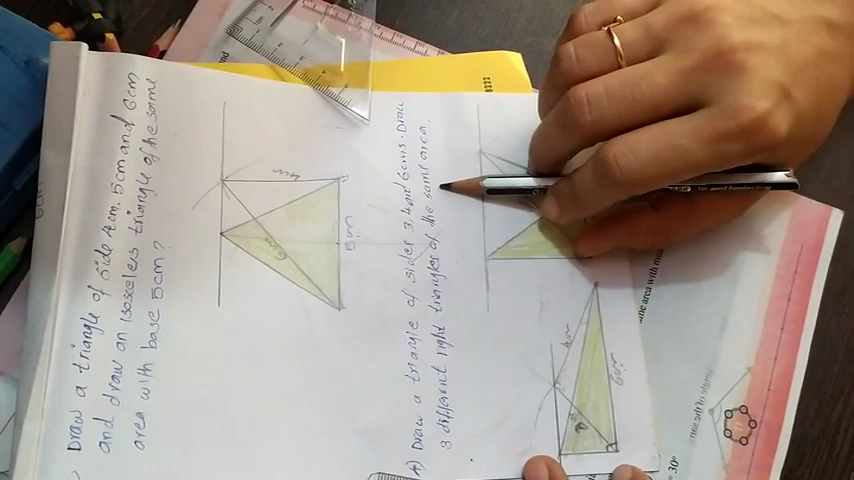 Draw a triangle of side 4cm, 5cm and 6cm
and draw an isosceles triangle of the same
area with base 5cm?
4cm
6cm
5cm
A) Draw a triangle of sides 3, 4 and 6cms. Draw
3 different right triangles of the same area.
4cm
6cm
= 30°